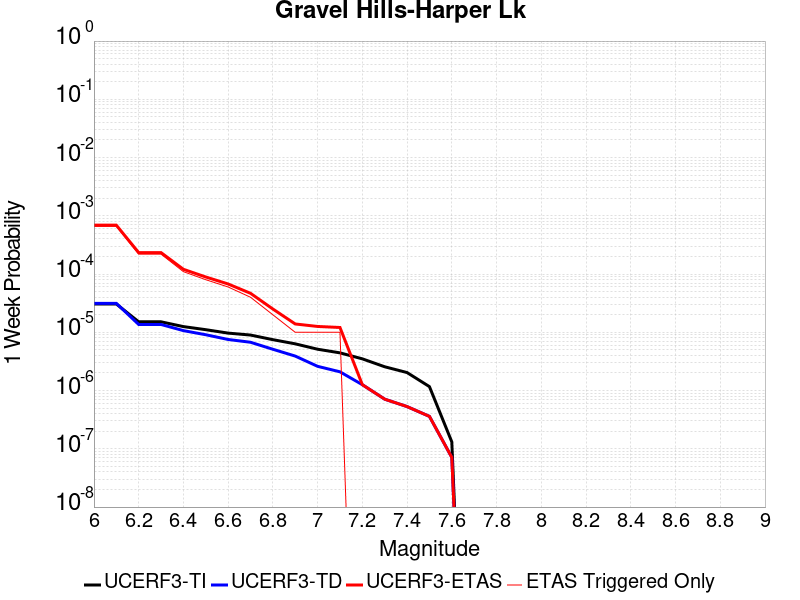 Gravel Hills-Harper Lk
10^0
10^-1
10^-2
10^-3
10^-4
10^-5
10^-6
10^-7
10^-8
1 Week Probability
6 6.2 6.4 6.6 6.8 7 7.2 7.4 7.6 7.8 8 8.2 8.4 8.6 8.8 9
Magnitude
UCERF3-TI UCERF3-TD UCERF3-ETAS ETAS Triggered Only